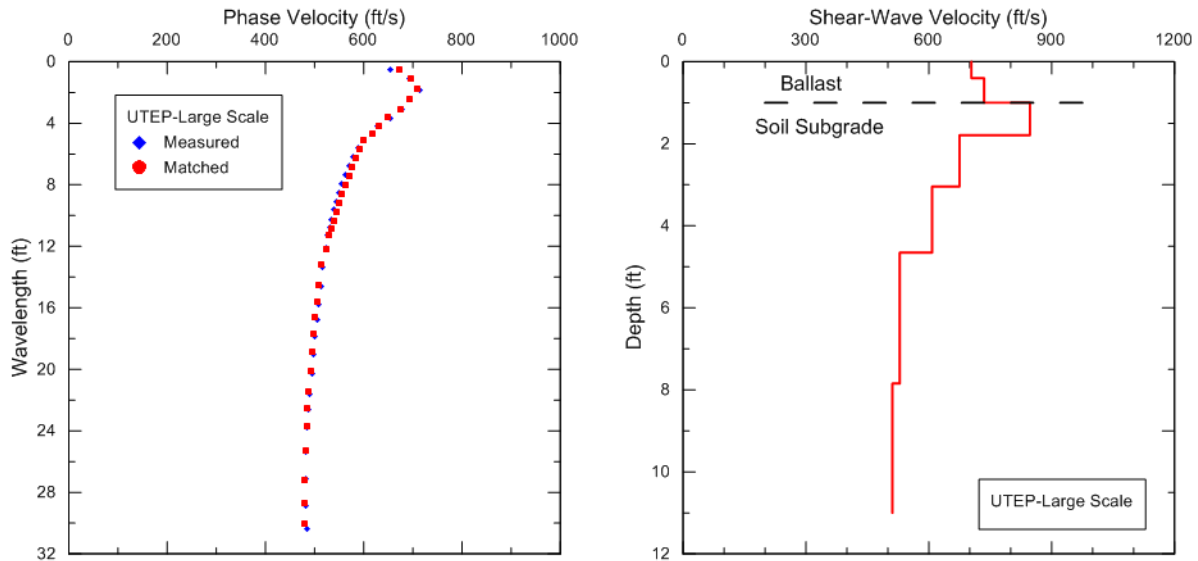 Phase Velocity (ft/s)
0 200 400 600 800 1000
0
4
8
12
16
20
24
28
32
Wavelength (ft)
UTEP-Large Scale
Measured
Matched
Shear-Wave Velocity (ft/s)
0 300 600 900 1200
0
2
4
6
8
10
12
Depth (ft)
Ballast
Soil Subgrade
UTEP-Large Scale